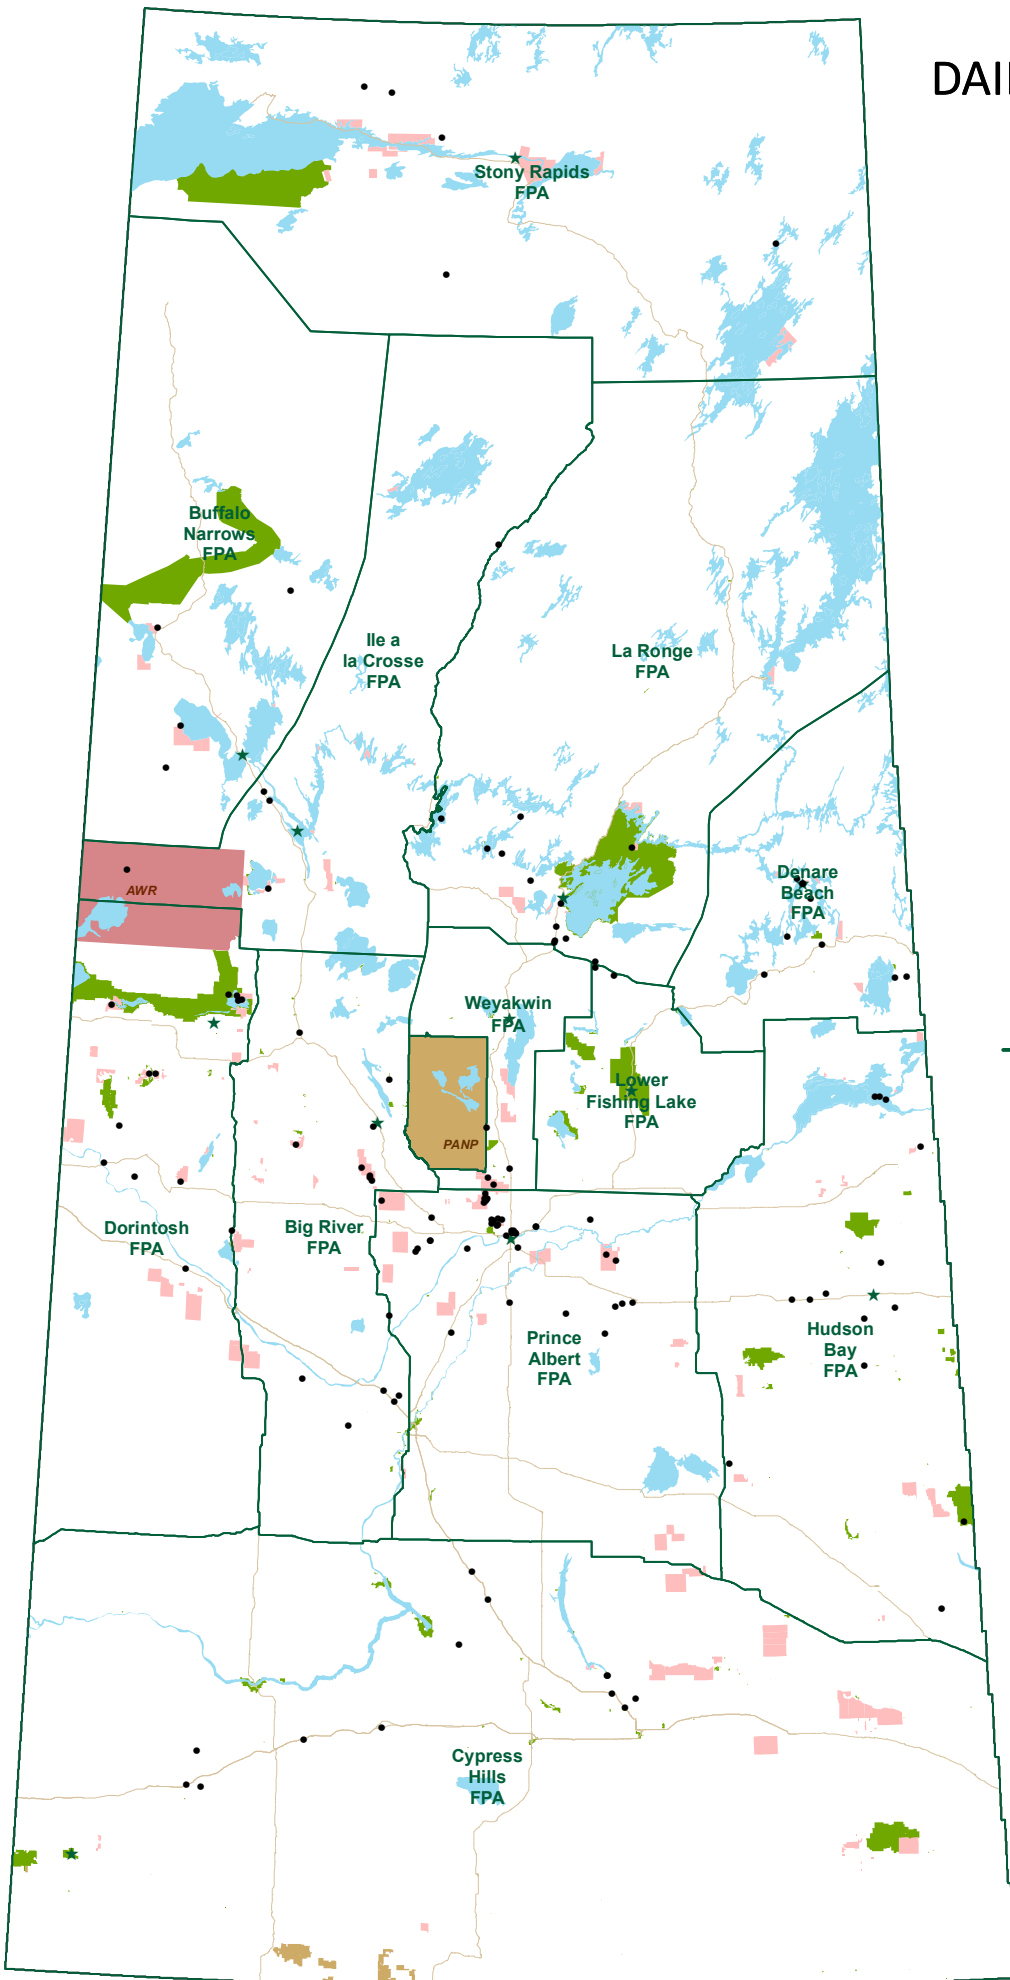 DAI
Stony Rapids
FPA
Buffalo
Narrows
FPA
Ile a
la Crosse
FPA
La Ronge
FPA
AWR
Denare
Beach
FPA
Weyakwin
FPA
Lower
Fishing Lake
FPA
PANP
Dorintosh
FPA
Big River
FPA
Prince
Albert
FPA
Hudson
Bay
FPA
Cypress
Hills
FPA